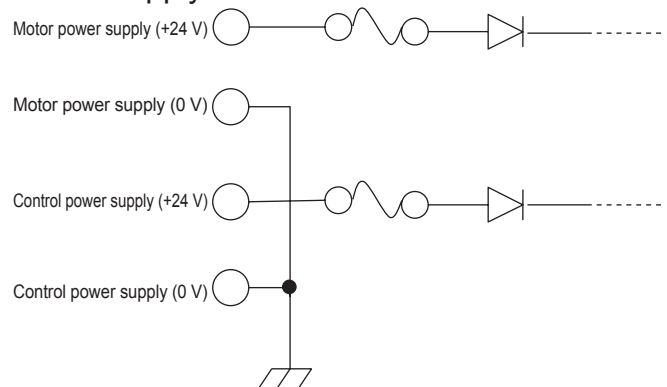 Motor power supply (+24 V)
Motor power supply (0 V)
Control power supply (+24 V)
Control power supply (0 V)